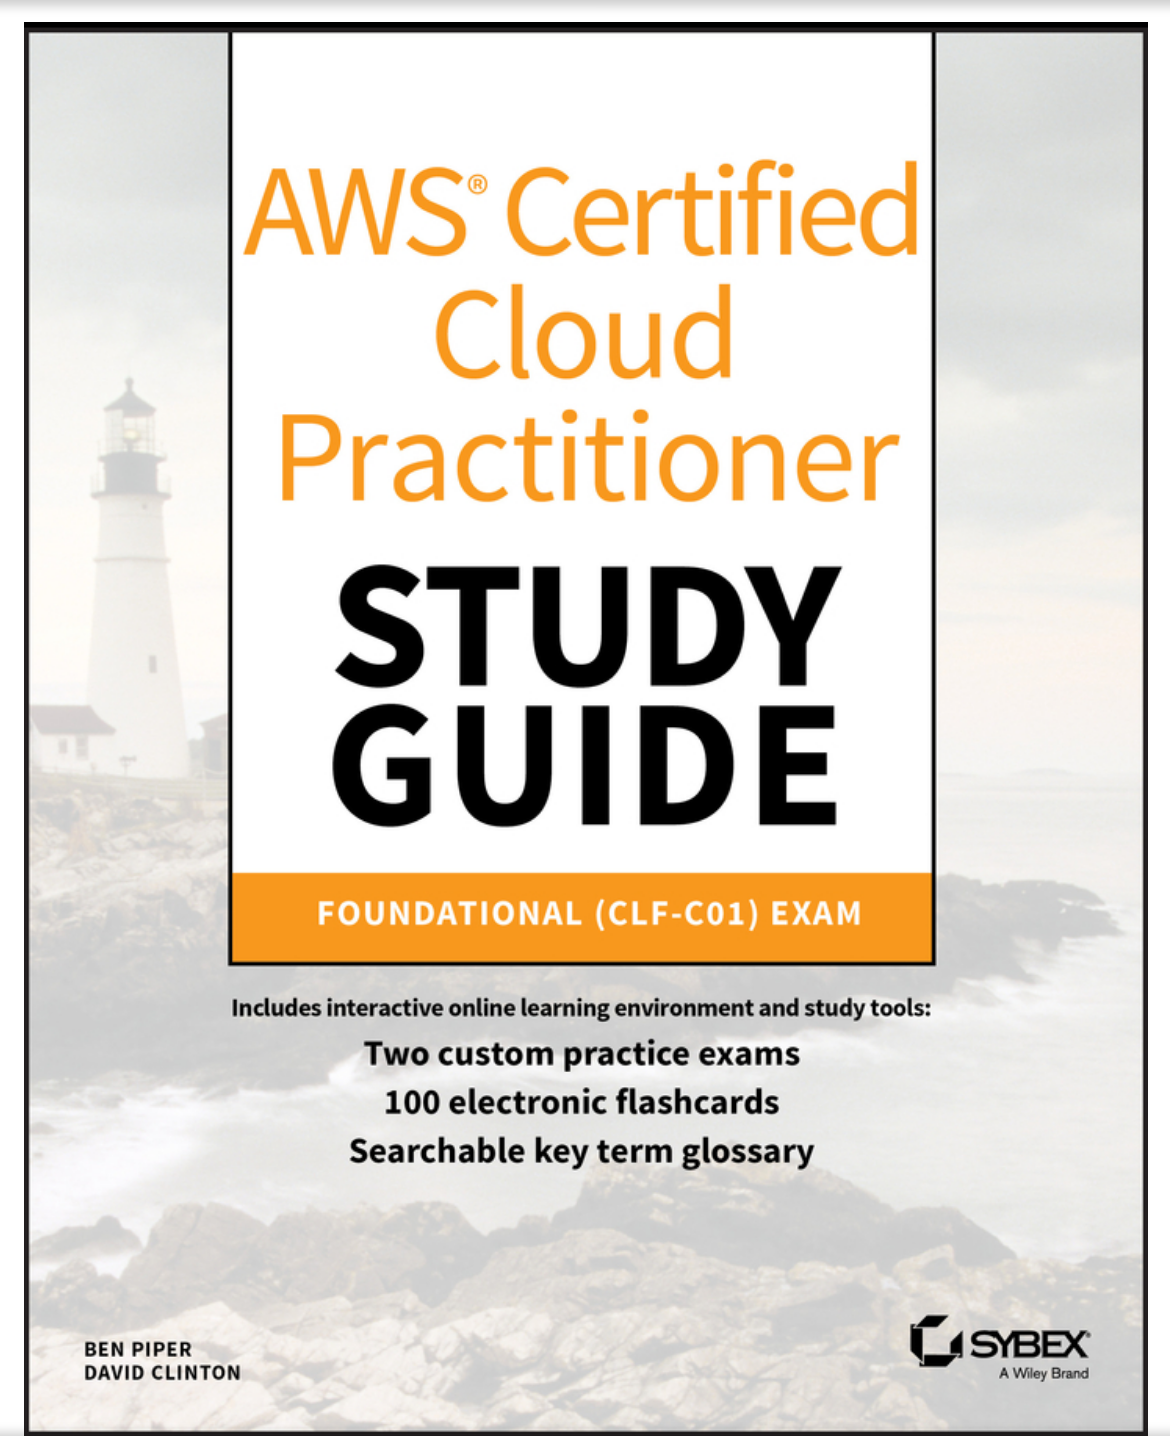 AWS® Certified
Cloud
Practitioner
STUDY
GUIDE
FOUNDATIONAL (CLF-C01) EXAM
Includes interactive online learning environment and study tools:
Two custom practice exams
100 electronic flashcards
Searchable key term glossary
BEN PIPER
DAVID CLINTON
SYBEX®
A Wiley Brand